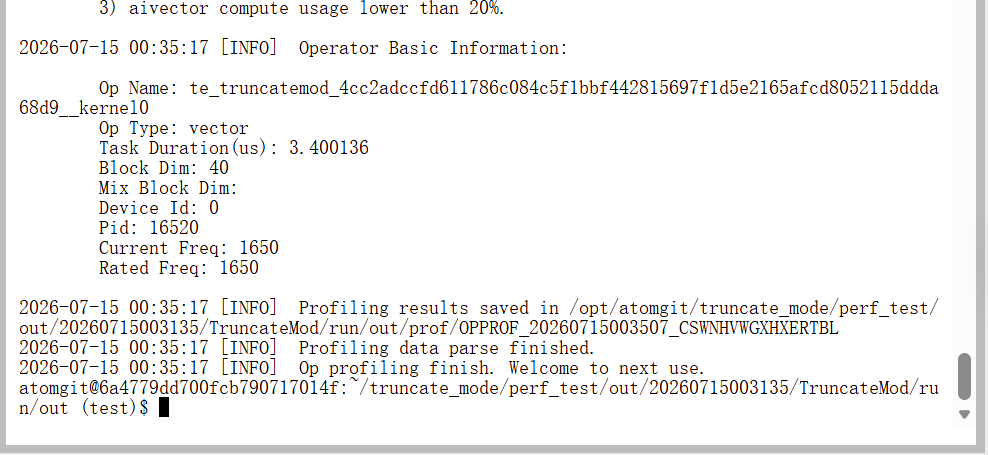 3) aivector compute usage lower than 20%.
2026-07-15 00:35:17 [INFO]  Operator Basic Information:
Op Name: te_truncatemod_4cc2adccfd611786c084c5f1bbf442815697f1d5e2165afcd8052115ddda
68d9__kernel0
Op Type: vector
Task Duration(us): 3.400136
Block Dim: 40
Mix Block Dim:
Device Id: 0
Pid: 16520
Current Freq: 1650
Rated Freq: 1650
2026-07-15 00:35:17 [INFO]  Profiling results saved in /opt/atomgit/truncate_mode/perf_test/
out/20260715003135/TruncateMod/run/out/prof/OPPROF_20260715003507_CSWNHVWGXHXERTBL
2026-07-15 00:35:17 [INFO]  Profiling data parse finished.
2026-07-15 00:35:17 [INFO]  Op profiling finish. Welcome to next use.
atomgit@6a4779dd700fcb790717014f:~/truncate_mode/perf_test/out/20260715003135/TruncateMod/ru
n/out (test)$